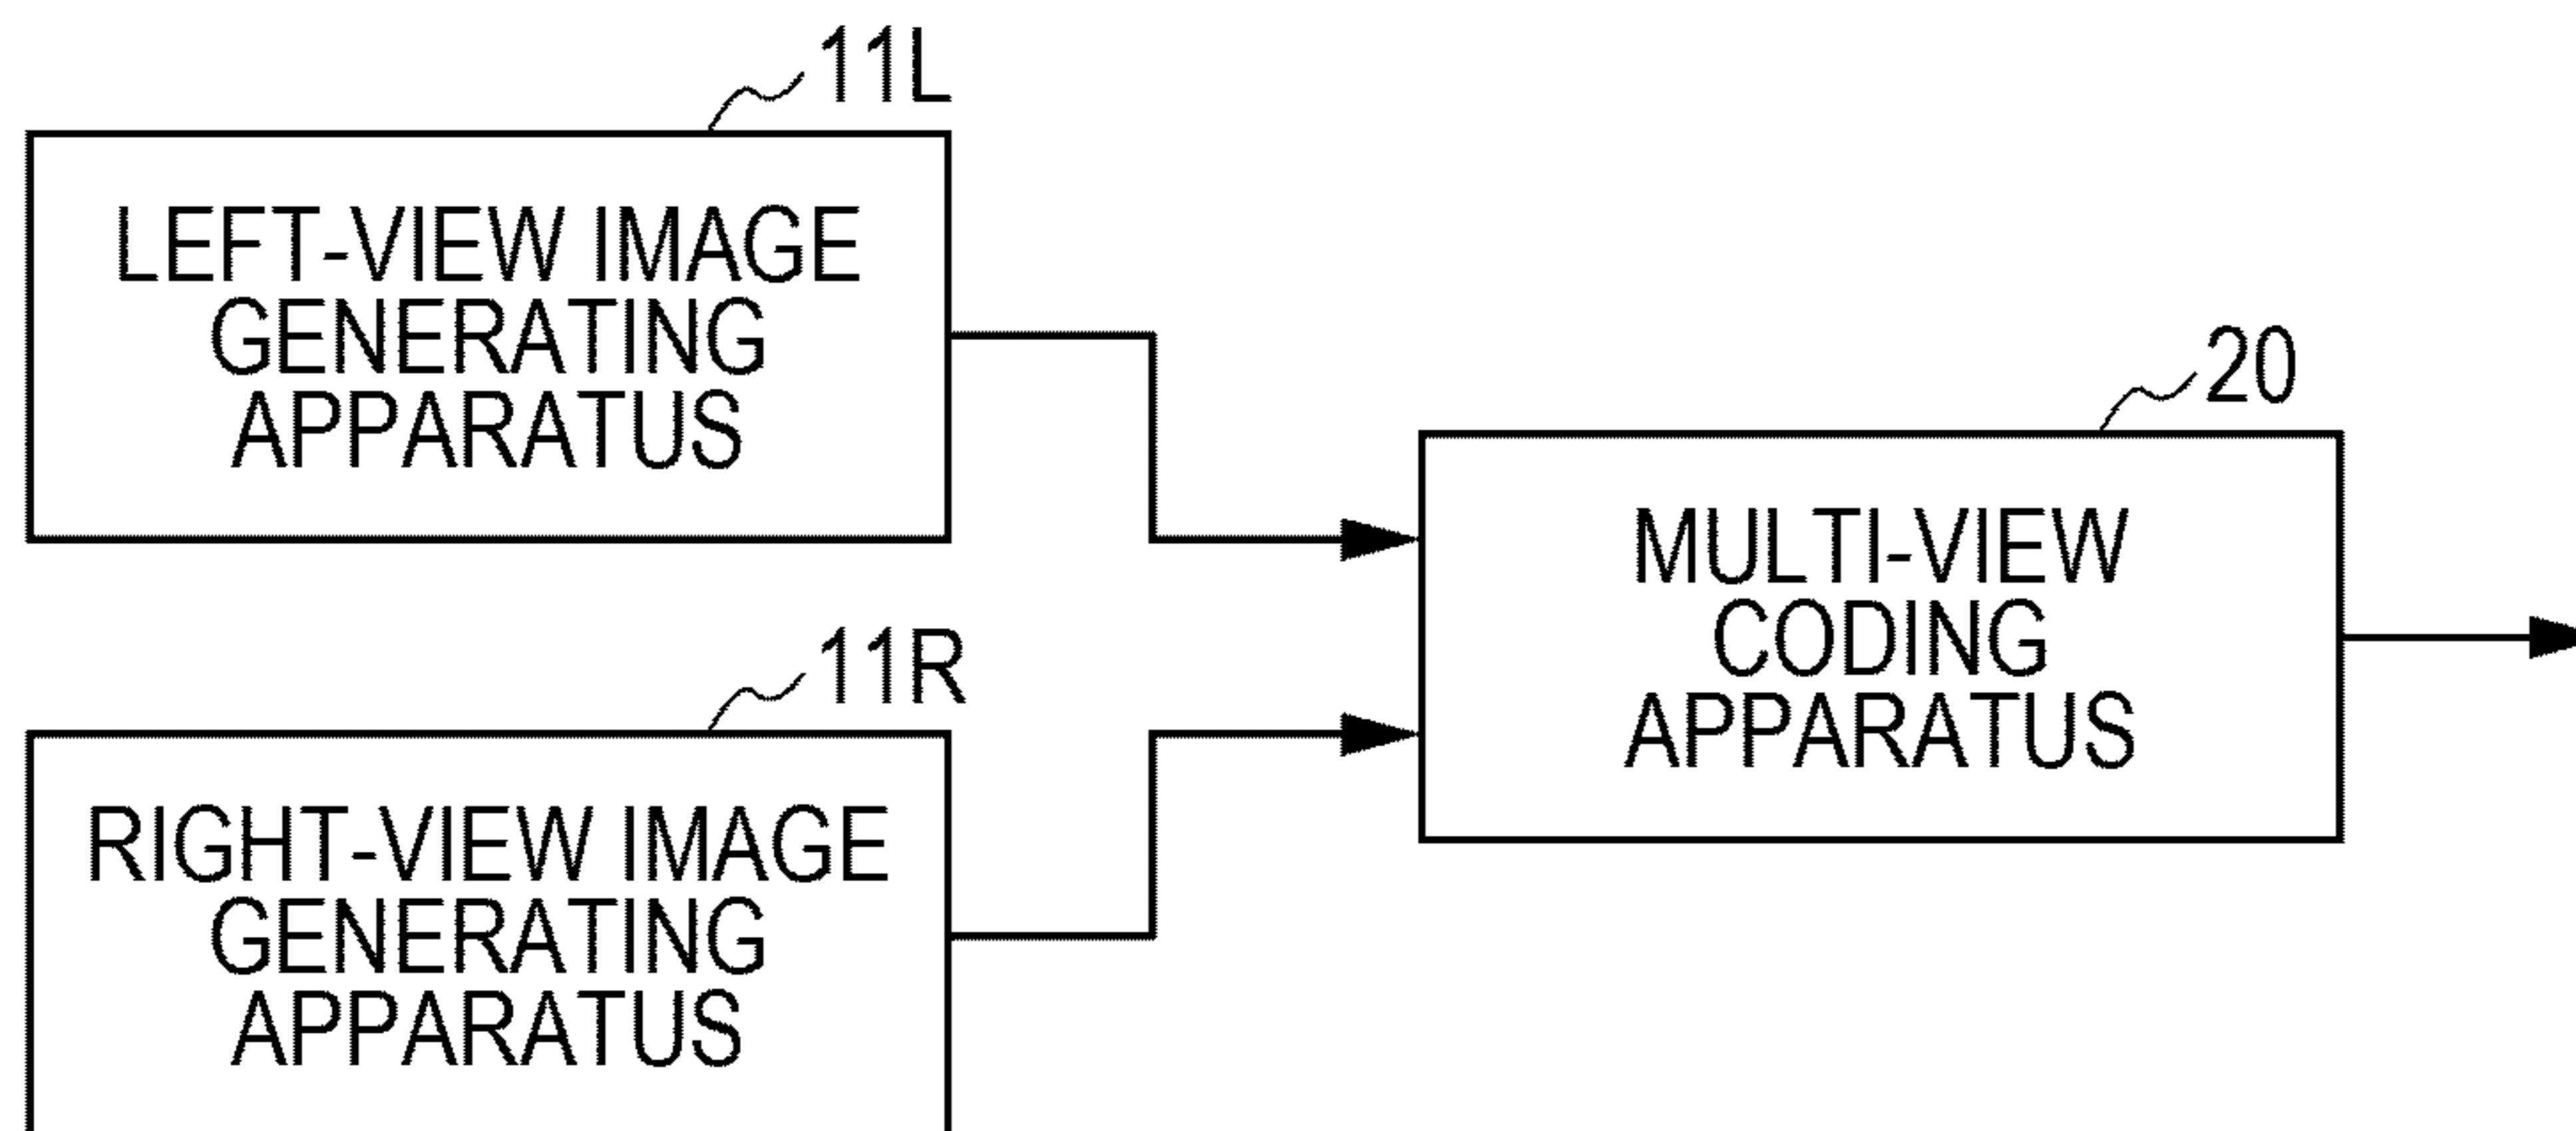 11L
LEFT-VIEW IMAGE
GENERATING
APPARATUS
20
MULTI-VIEW
CODING
APPARATUS
11R
RIGHT-VIEW IMAGE
GENERATING
APPARATUS